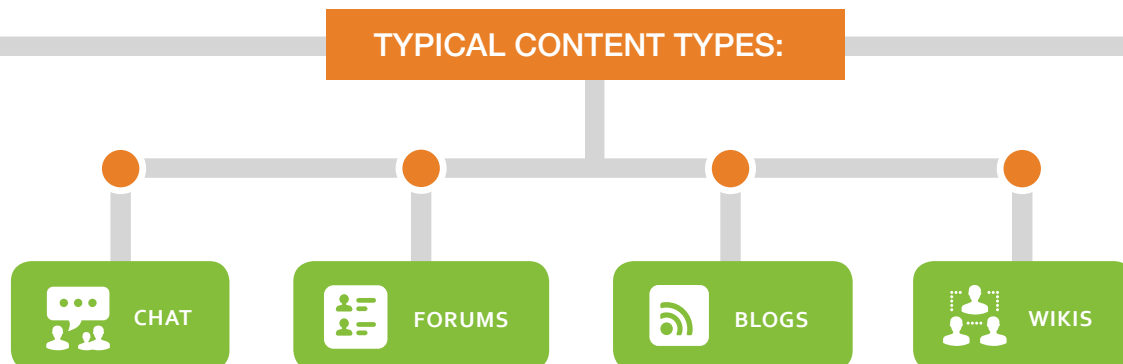 TYPICAL CONTENT TYPES:
CHAT
FORUMS
BLOGS
WIKIS